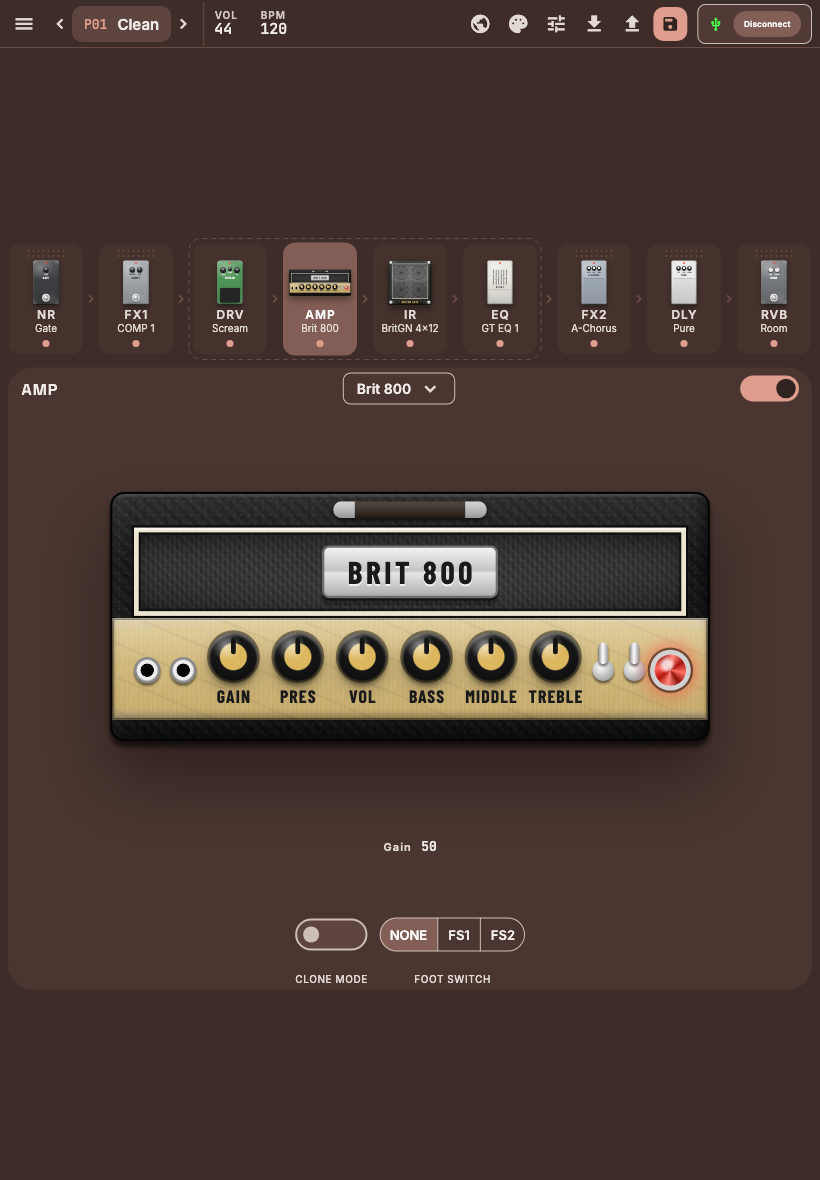 P01 Clean
VOL
44
BPM
120
Disconnect
NR
Gate
FX1
COMP 1
DRV
Scream
AMP
Brit 800
IR
BritGN 4×12
EQ
GT EQ 1
FX2
A-Chorus
DLY
Pure
RVB
Room
AMP
Brit 800
BRIT 800
GAIN PRES VOL BASS MIDDLE TREBLE
Gain 50
NONE FS1 FS2
CLONE MODE FOOT SWITCH